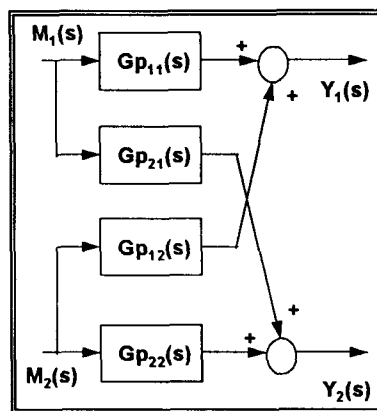 M₁(s)
Gp₁₁(s)
+
+
Y₁(s)
Gp₂₁(s)
Gp₁₂(s)
+
M₂(s)
Gp₂₂(s)
+
Y₂(s)